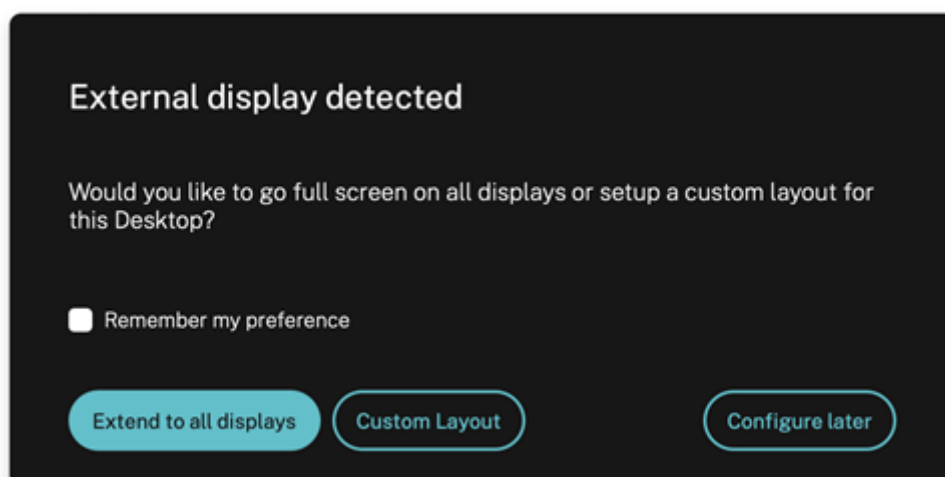 External display detected
Would you like to go full screen on all displays or setup a custom layout for
this Desktop?
Remember my preference
Extend to all displays
Custom Layout
Configure later